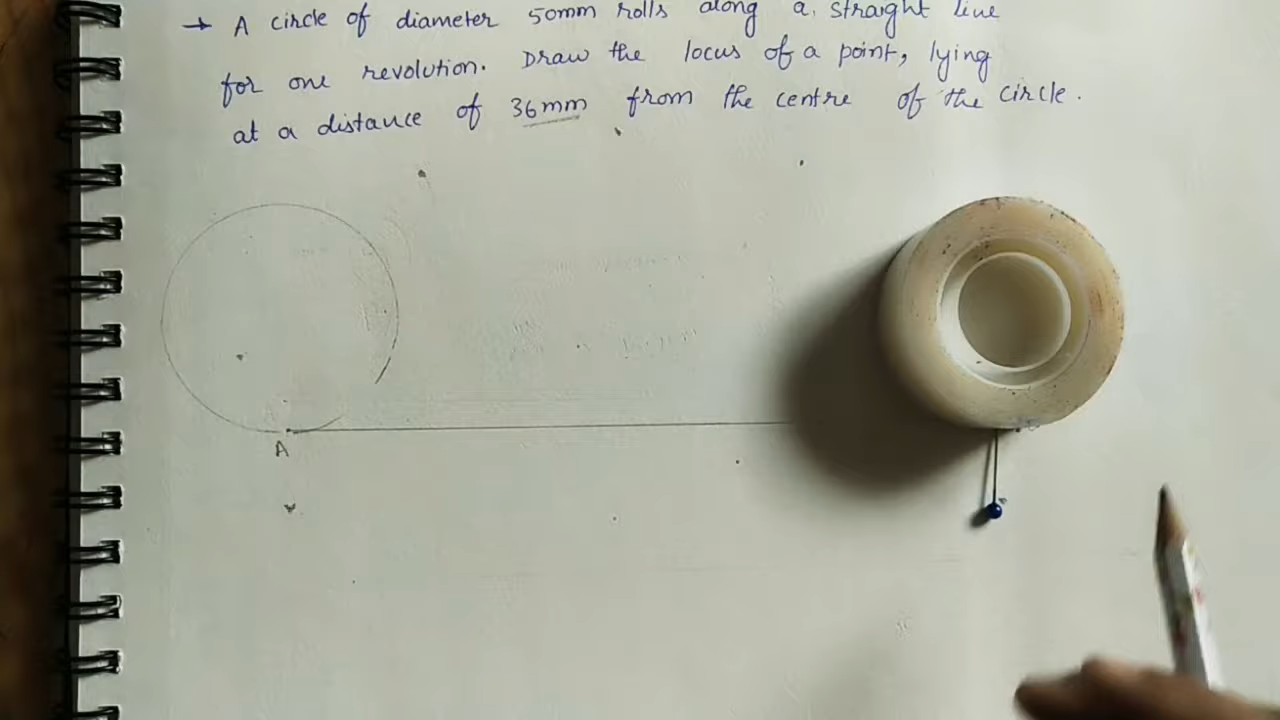 → A circle of diameter 50mm rolls along a straight line
for one revolution. Draw the locus of a point, lying
at a distance of 36mm from the centre of the circle.
A